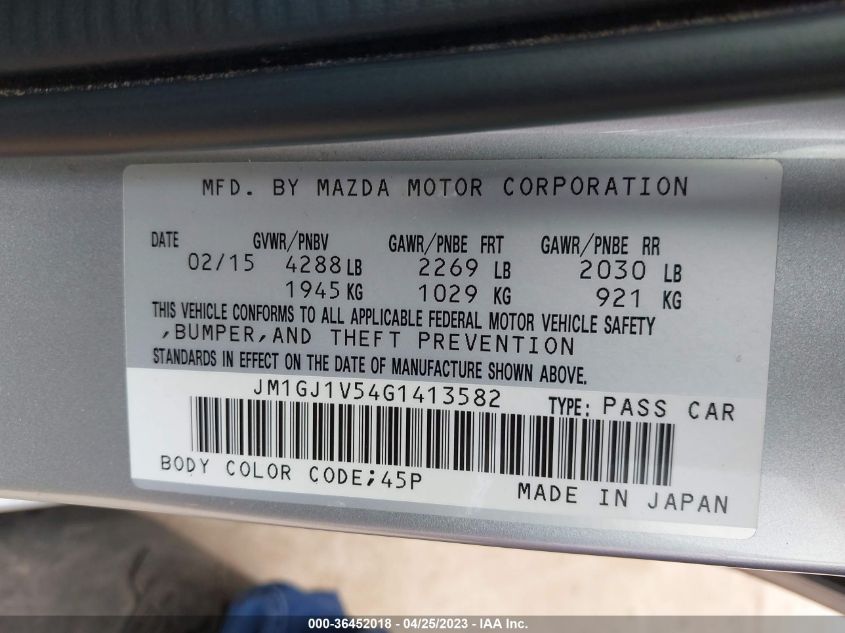 MFD. BY MAZDA MOTOR CORPORATION
DATE GVWR/PNBV GAWR/PNBE FRT GAWR/PNBE RR
02/15 4288 LB 2269 LB 2030 LB
1945 KG 1029 KG 921 KG
THIS VEHICLE CONFORMS TO ALL APPLICABLE FEDERAL MOTOR VEHICLE SAFETY
,BUMPER,AND THEFT PREVENTION
STANDARDS IN EFFECT ON THE DATE OF MANUFACTURE SHOWN ABOVE.
JM1GJ1V54G1413582 TYPE: PASS CAR
BODY COLOR CODE;45P
MADE IN JAPAN
000-36452018 - 04/25/2023 - IAA Inc.